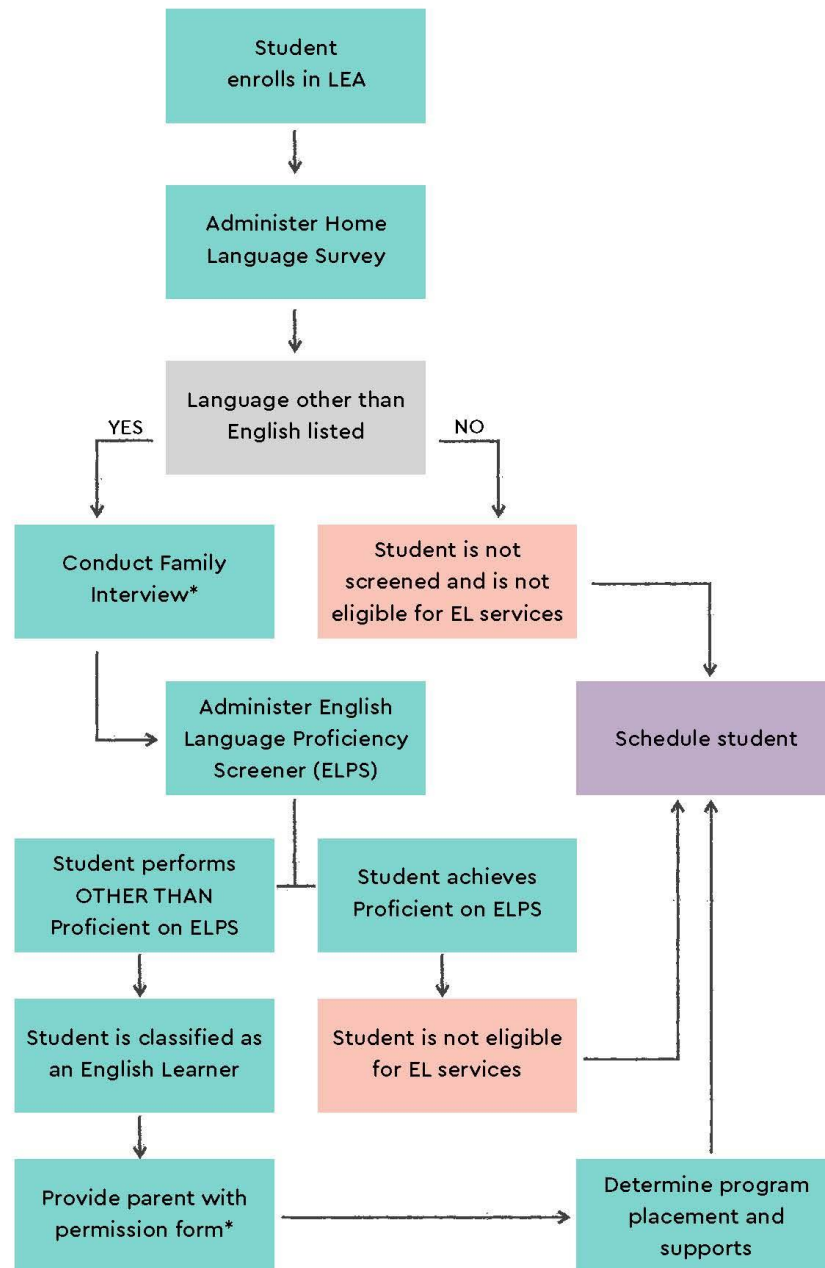 Student
enrolls in LEA
Administer Home
Language Survey
Language other than
English listed
YES
NO
Conduct Family
Interview*
Student is not
screened and is not
eligible for EL services
Administer English
Language Proficiency
Screener (ELPS)
Schedule student
Student performs
OTHER THAN
Proficient on ELPS
Student achieves
Proficient on ELPS
Student is classified as
an English Learner
Student is not eligible
for EL services
Provide parent with
permission form*
Determine program
placement and
supports